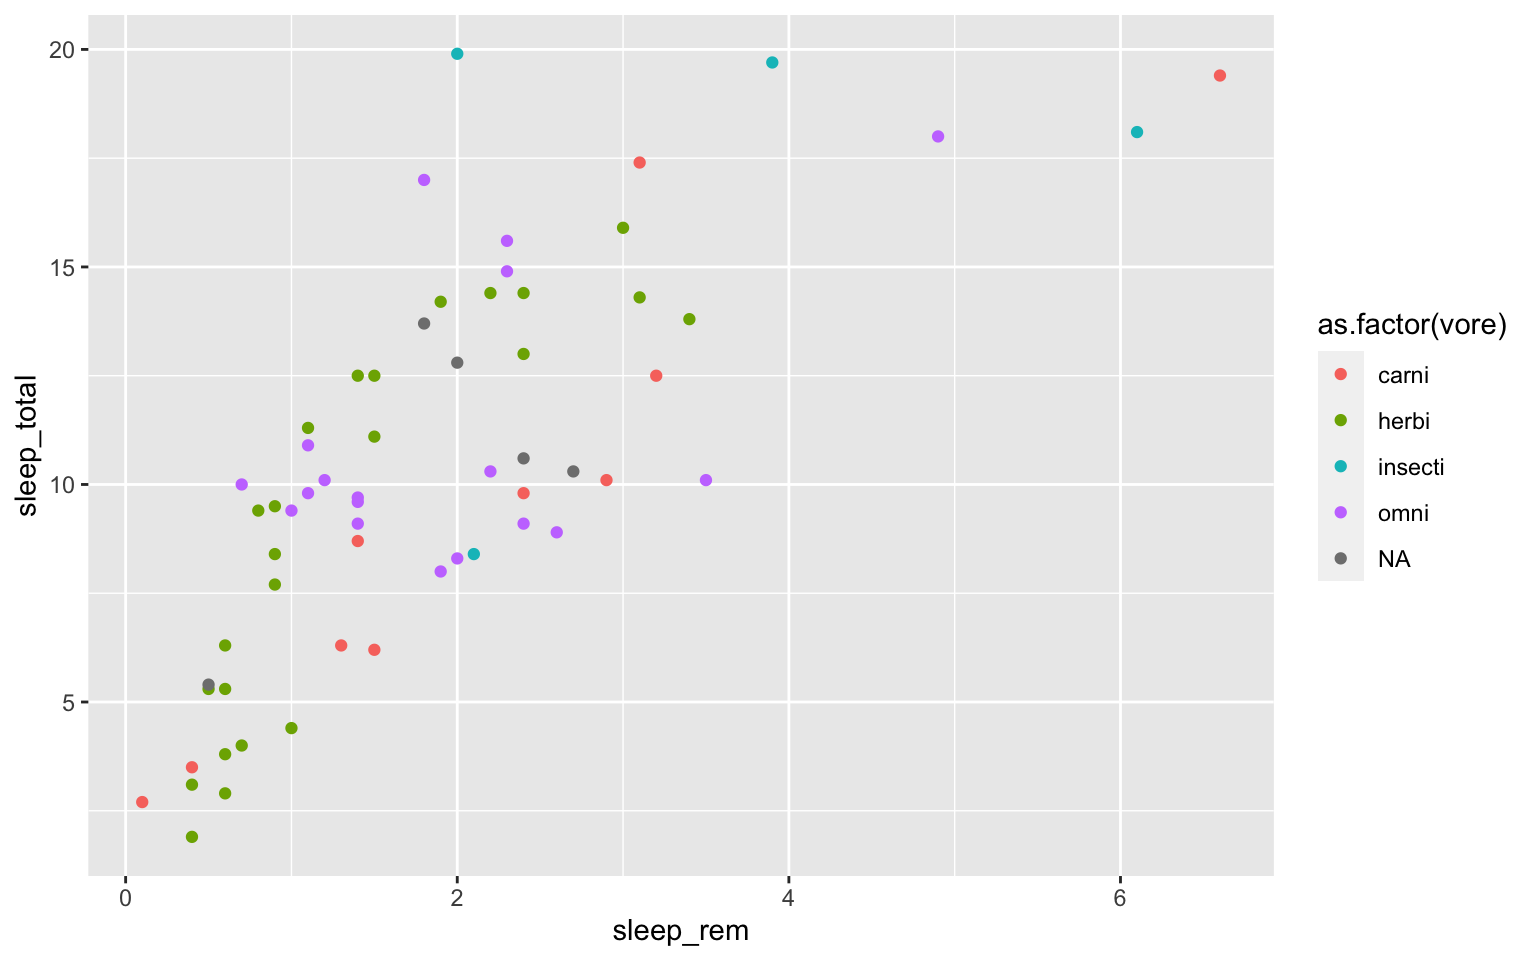 20
15
10
5
sleep_total
0 2 4 6
sleep_rem
as.factor(vore)
carni
herbi
insecti
omni
NA